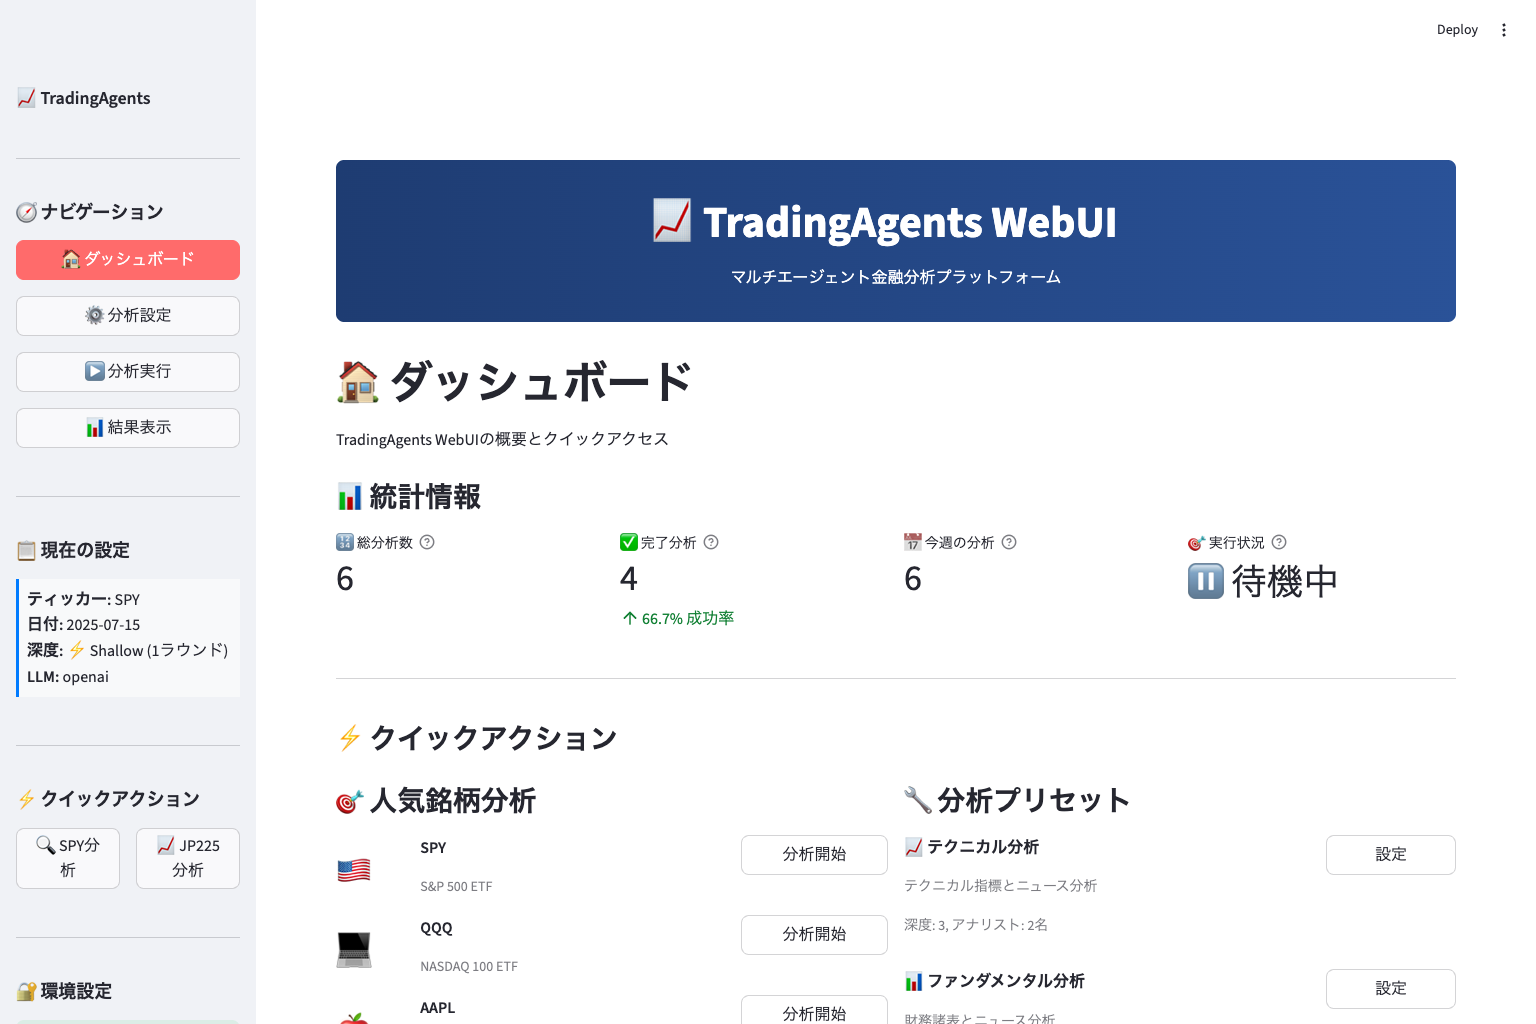 Deploy
📈 TradingAgents
🧭 ナビゲーション
🏠 ダッシュボード
⚙️ 分析設定
▶️ 分析実行
📊 結果表示
📋 現在の設定
ティッカー: SPY
日付: 2025-07-15
深度: ⚡ Shallow (1ラウンド)
LLM: openai
⚡ クイックアクション
🔍 SPY分
析
📈 JP225
分析
🔐 環境設定
📈 TradingAgents WebUI
マルチエージェント金融分析プラットフォーム
🏠 ダッシュボード
TradingAgents WebUIの概要とクイックアクセス
📊 統計情報
🔢 総分析数
6
✅ 完了分析
4
↑ 66.7% 成功率
📅 今週の分析
6
🎯 実行状況
⏸️ 待機中
⚡ クイックアクション
🎯 人気銘柄分析
SPY
S&P 500 ETF
分析開始
QQQ
NASDAQ 100 ETF
分析開始
AAPL
分析開始
🔧 分析プリセット
📈 テクニカル分析
テクニカル指標とニュース分析
深度: 3, アナリスト: 2名
設定
📊 ファンダメンタル分析
財務諸表とニュース分析
設定